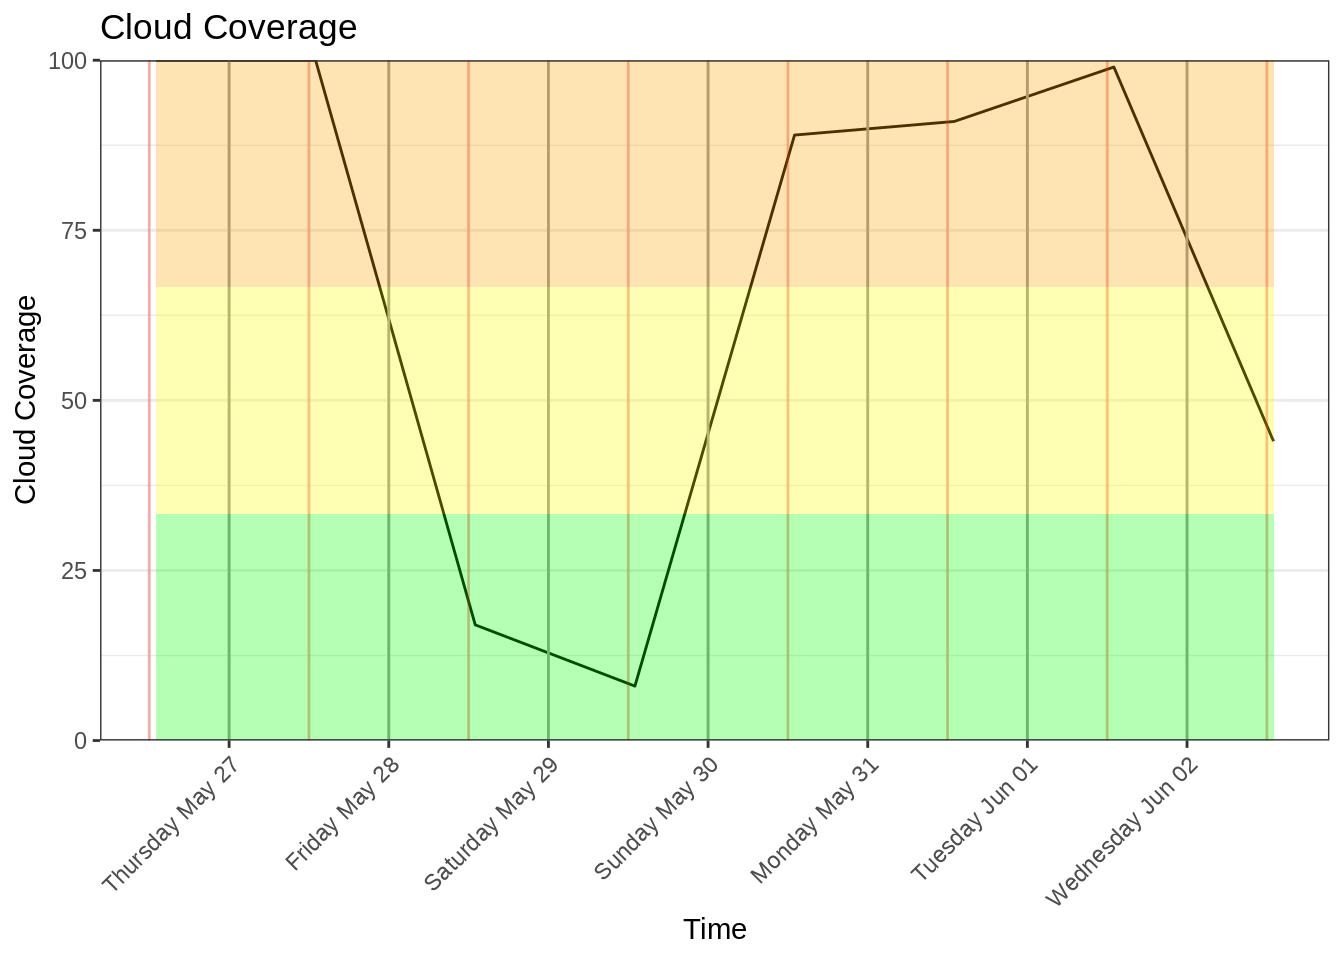 Cloud Coverage
Cloud Coverage
100
75
50
25
0
Thursday May 27
Friday May 28
Saturday May 29
Sunday May 30
Monday May 31
Tuesday Jun 01
Wednesday Jun 02
Time